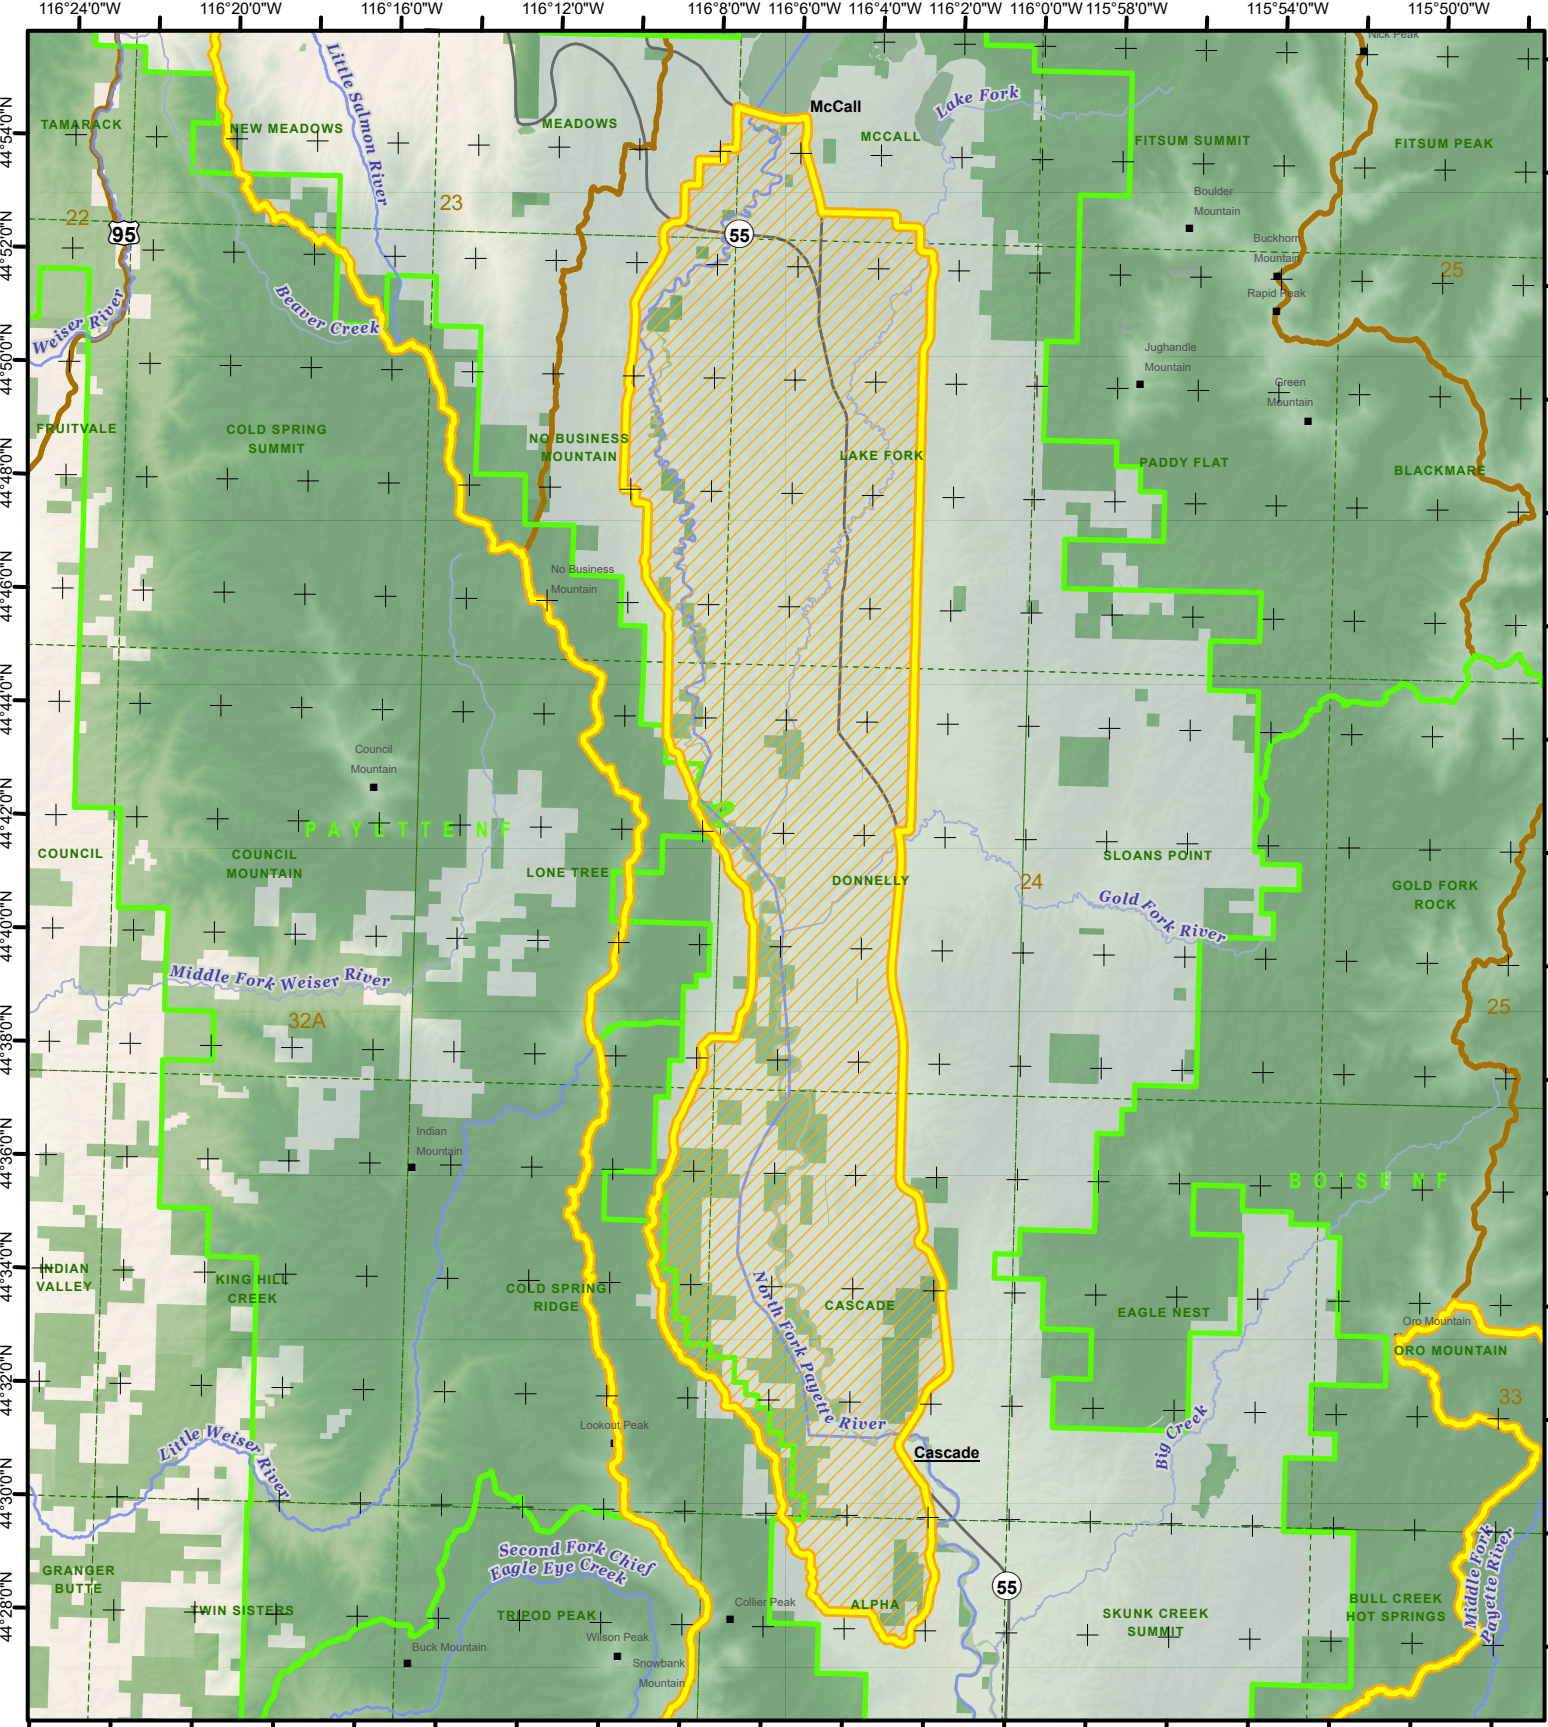 116°24'0"W 116°20'0"W 116°16'0"W 116°12'0"W 116°8'0"W 116°6'0"W 116°4'0"W 116°2'0"W 116°0'0"W 115°58'0"W 115°54'0"W 115°50'0"W
Nick Peak
Little Salmon River
Lake Fork
McCall
44°54'0"N
TAMARACK
NEW MEADOWS
MEADOWS
MCCALL
FITSUM SUMMIT
FITSUM PEAK
Boulder
Mountain
22
23
95
55
44°52'0"N
Buckhorn
Mountain
25
Rapid Peak
Weiser River
Beaver Creek
44°50'0"N
Jughandle
Mountain
Green
Mountain
FRUITVALE
COLD SPRING
SUMMIT
NO BUSINESS
MOUNTAIN
LAKE FORK
PADDY FLAT
BLACKMARE
44°48'0"N
44°46'0"N
No Business
Mountain
44°44'0"N
Council
Mountain
44°42'0"N
PAYETTE NF
COUNCIL
COUNCIL
MOUNTAIN
LONE TREE
DONNELLY
SLOANS POINT
24
GOLD FORK
ROCK
Gold Fork River
44°40'0"N
Middle Fork Weiser River
32A
25
44°38'0"N
44°36'0"N
Indian
Mountain
BOISE NF
44°34'0"N
INDIAN
VALLEY
KING HILL
CREEK
COLD SPRING
RIDGE
CASCADE
EAGLE NEST
Oro Mountain
ORO MOUNTAIN
North Fork Payette River
44°32'0"N
33
Lookout Peak
Little Weiser River
Cascade
Big Creek
44°30'0"N
Second Fork Chief
Eagle Eye Creek
Middle Fork
Payette River
GRANGER
BUTTE
44°28'0"N
TWIN SISTERS
TRIPOD PEAK
Collier Peak
ALPHA
55
SKUNK CREEK
SUMMIT
BULL CREEK
HOT SPRINGS
Buck Mountain
Wilson Peak
Snowbank
Mountain